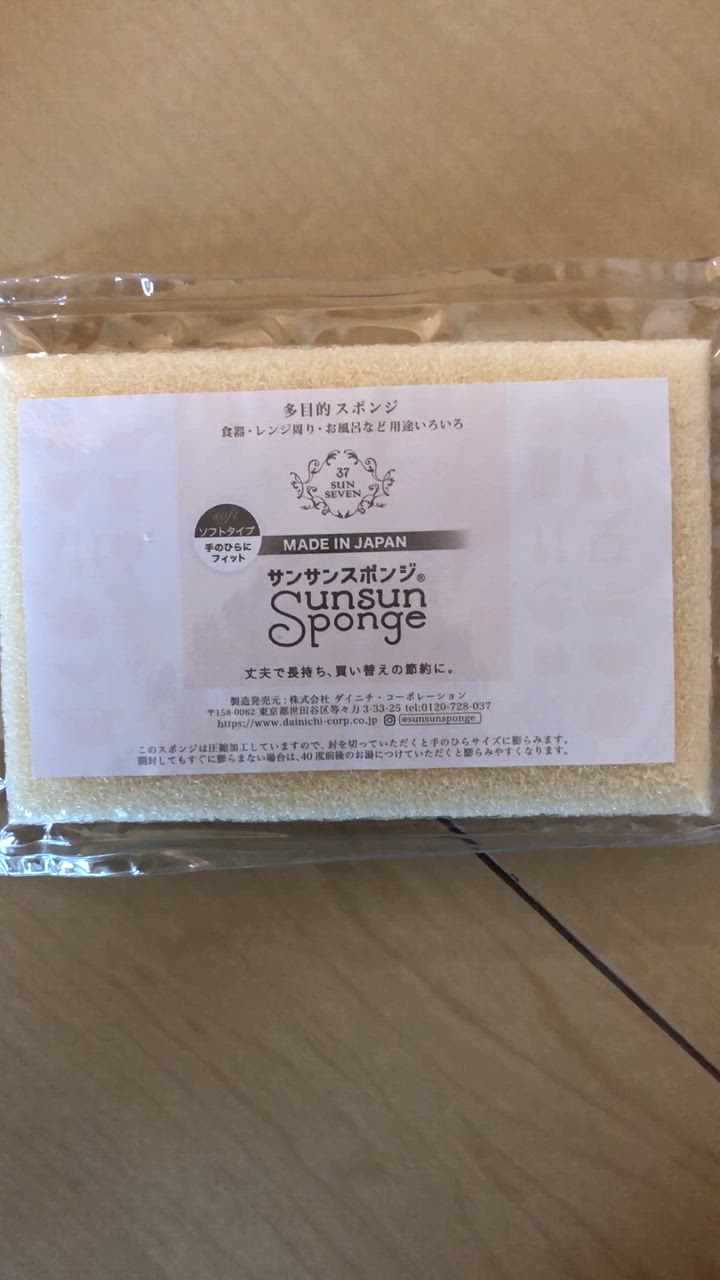 多目的スポンジ
食器・レンジ周り・お風呂など用途いろいろ
37
SUN
SEVEN
soft
ソフトタイプ
手のひらに
フィット
MADE IN JAPAN
サンサンスポンジ®
Sunsun
Sponge
丈夫で長持ち、買い替えの節約に。
製造発売元：株式会社 ダイニチ・コーポレーション
〒158-0082 東京都世田谷区等々力 3-33-25 tel:0120-728-037
https://www.dainichi-corp.co.jp @sunsunsponge
このスポンジは圧縮加工していますので、封を切っていただくと手のひらサイズに膨らみます。
開封してもすぐに膨らまない場合は、40度前後のお湯につけていただくと膨らみやすくなります。